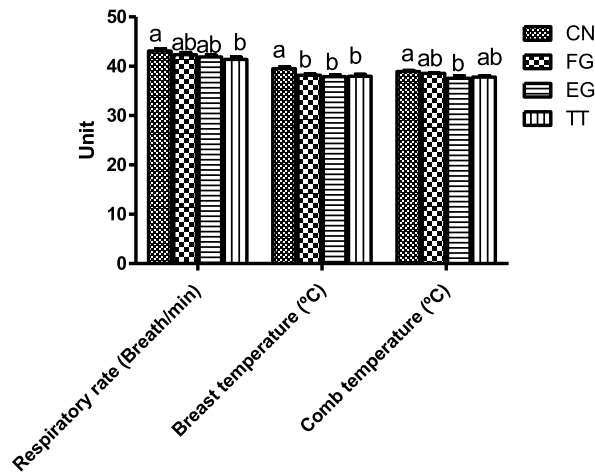 50
40
30
20
10
0
Unit
a ab ab b
a b b b
a ab b ab
CN
FG
EG
TT
Respiratory rate (Breath/min)
Breast temperature (ºC)
Comb temperature (ºC)